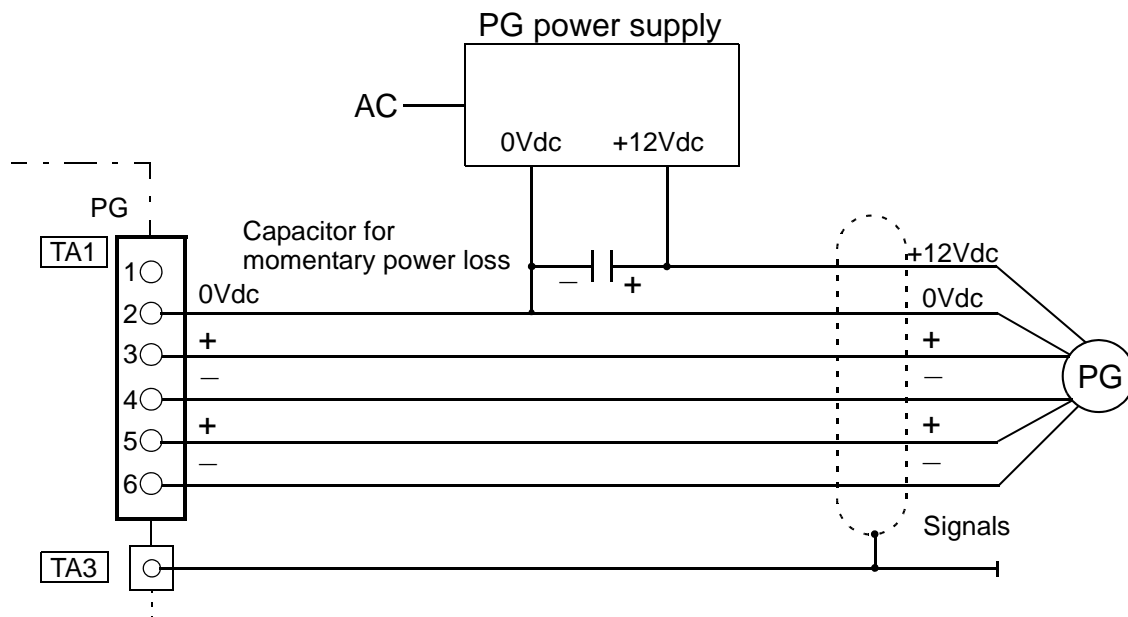 PG power supply
AC
0Vdc +12Vdc
PG
TA1
Capacitor for
momentary power loss
– +
+12Vdc
1
0Vdc
0Vdc
2
+ +
3
– –
PG
4
+ +
5
– –
6
Signals
TA3